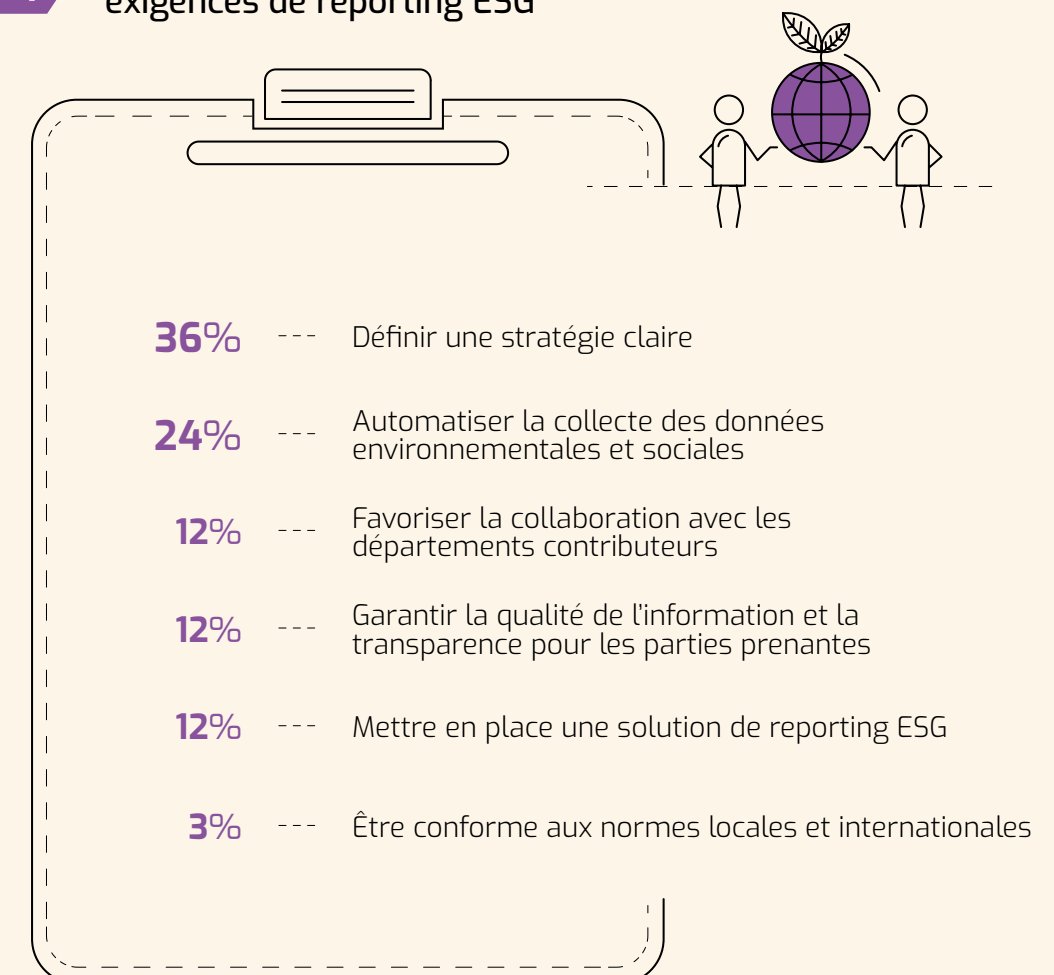 exigences de reporting ESG
36% --- Définir une stratégie claire
24% --- Automatiser la collecte des données
environnementales et sociales
12% --- Favoriser la collaboration avec les
départements contributeurs
12% --- Garantir la qualité de l'information et la
transparence pour les parties prenantes
12% --- Mettre en place une solution de reporting ESG
3% --- Être conforme aux normes locales et internationales